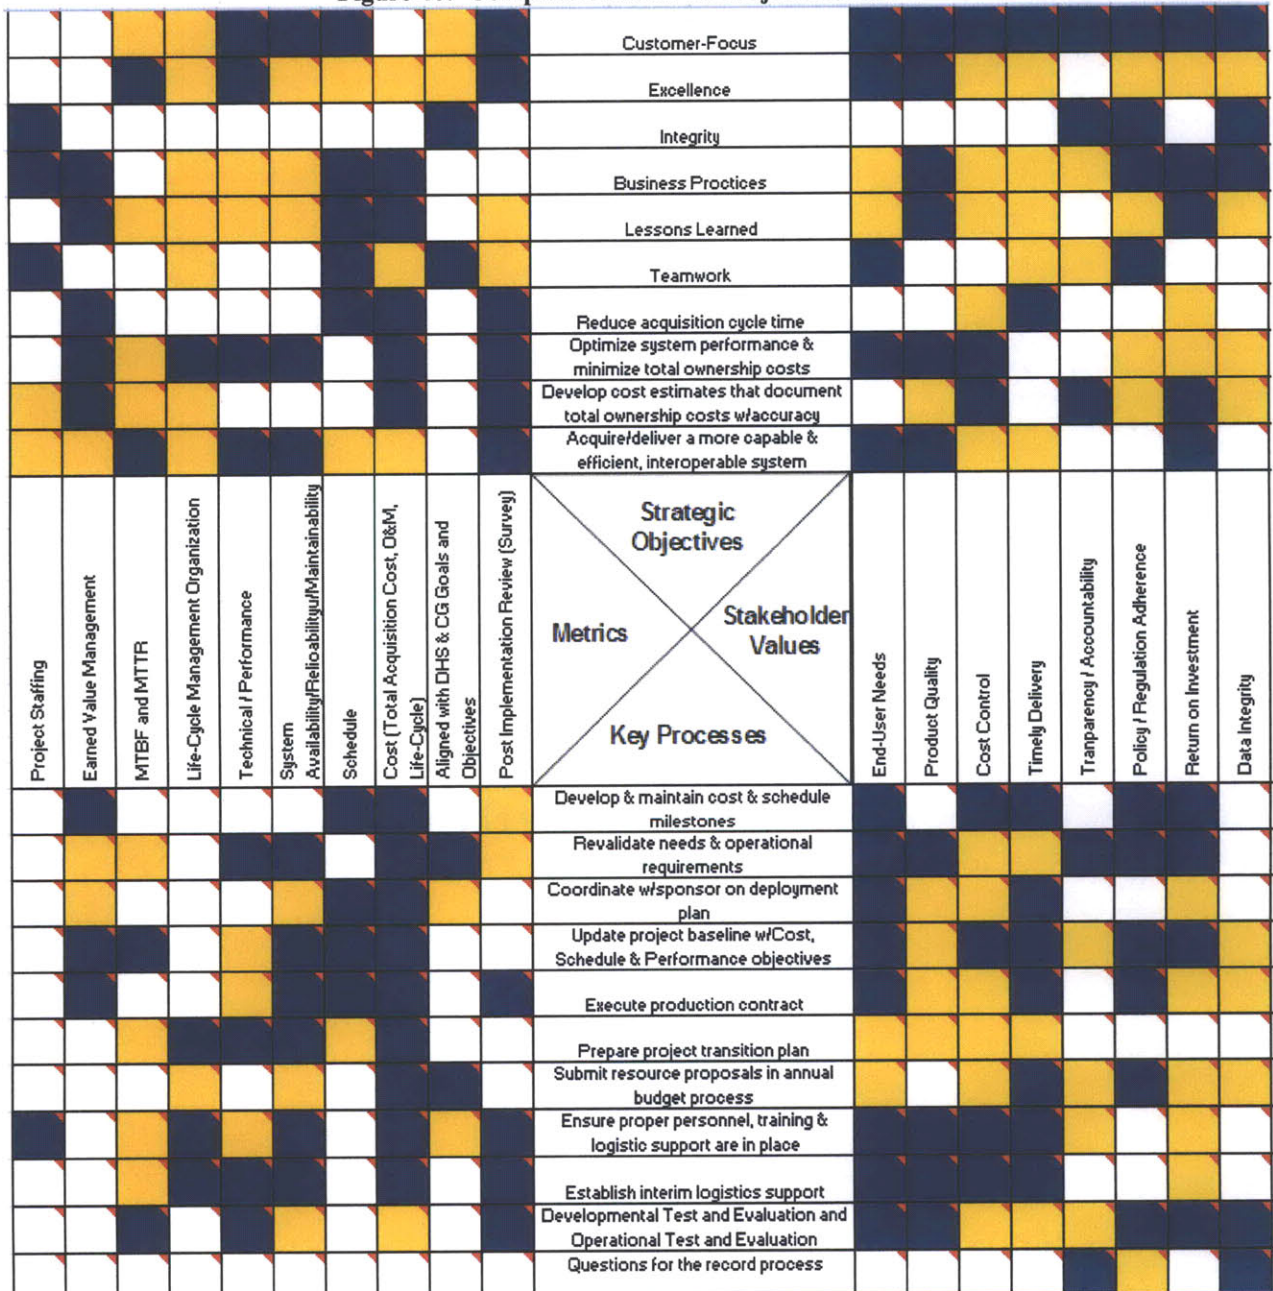 Customer-Focus
Excellence
Integrity
Business Proctices
Lessons Learned
Teamwork
Reduce acquisition cycle time
Optimize system performance &
minimize total ownership costs
Develop cost estimates that document
total ownership costs w/accuracy
Acquire/deliver a more capable &
efficient, interoperable system
Project Staffing
Earned Value Management
MTBF and MTTR
Life-Cycle Management Organization
Technical / Performance
System
Availability/Relioabilityu/Maintainability
Schedule
Cost (Total Acquisition Cost, O&M,
Life-Cycle)
Aligned with DHS & CG Goals and
Objectives
Post Implementation Review (Survey)
Strategic
Objectives
Metrics
Stakeholder
Values
Key Processes
End-User Needs
Product Quality
Cost Control
Timely Delivery
Tranparency / Accountability
Policy / Regulation Adherence
Return on Investment
Data Integrity
Develop & maintain cost & schedule
milestones
Revalidate needs & operational
requirements
Coordinate w/sponsor on deployment
plan
Update project baseline w/Cost,
Schedule & Performance objectives
Execute production contract
Prepare project transition plan
Submit resource proposals in annual
budget process
Ensure proper personnel, training &
logistic support are in place
Establish interim logistics support
Developmental Test and Evaluation and
Operational Test and Evaluation
Questions for the record process